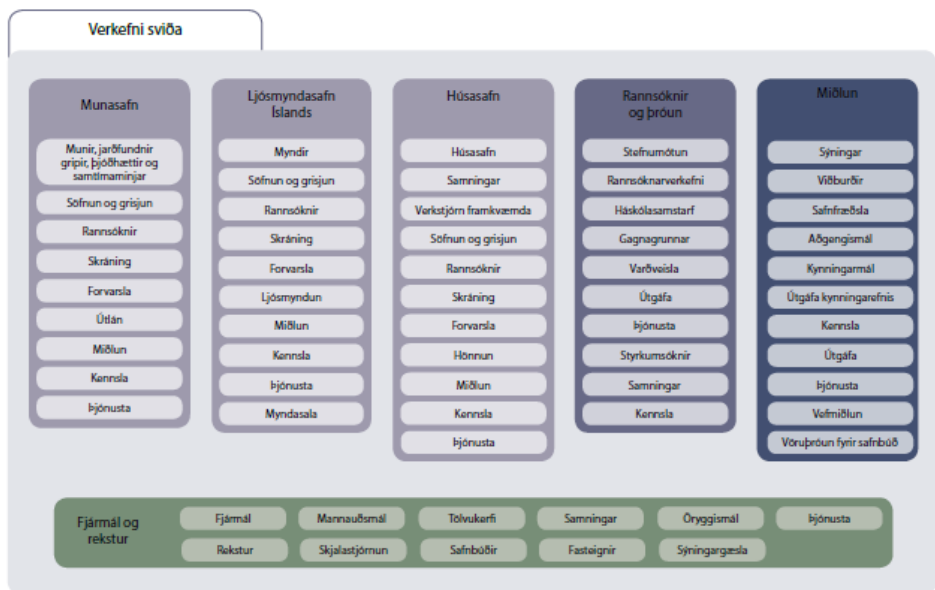 Verkefni sviða
Munasafn
Munir, jarðfundnir
gripir, þjóðhættir og
samtímaminjar
Söfnun og grisjun
Rannsóknir
Skráning
Forvarsla
Útlán
Miðlun
Kennsla
Þjónusta
Ljósmyndasafn
Íslands
Myndir
Söfnun og grisjun
Rannsóknir
Skráning
Forvarsla
Ljósmyndun
Miðlun
Kennsla
Þjónusta
Myndasala
Húsasafn
Húsasafn
Samningar
Verkstjórn framkvæmda
Söfnun og grisjun
Rannsóknir
Skráning
Forvarsla
Hönnun
Miðlun
Kennsla
Þjónusta
Rannsóknir
og þróun
Stefnumótun
Rannsóknarverkefni
Háskólasamstarf
Gagnagrunnar
Varðveisla
Útgáfa
Þjónusta
Styrkumsóknir
Samningar
Kennsla
Miðlun
Sýningar
Viðburðir
Safnfræðsla
Aðgengismál
Kynningarmál
Útgáfa kynningarefnis
Kennsla
Útgáfa
Þjónusta
Vefmiðlun
Vöruþróun fyrir safnbúð
Fjármál og
rekstur
Fjármál
Mannauðsmál
Tölvukerfi
Samningar
Öryggismál
Þjónusta
Rekstur
Skjalastjórnun
Safnbúðir
Fasteignir
Sýningargæsla